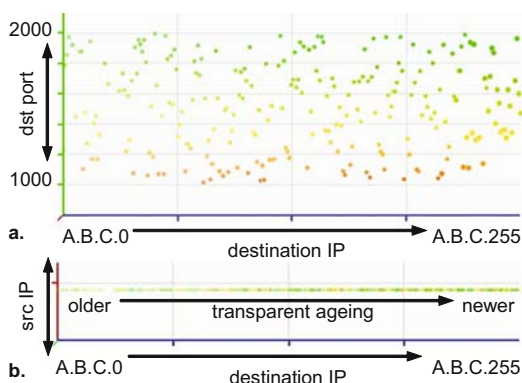 2000
dst port
1000
a.
A.B.C.0
A.B.C.255
destination IP
src IP
older
transparent ageing
newer
b.
A.B.C.0
A.B.C.255
destination IP